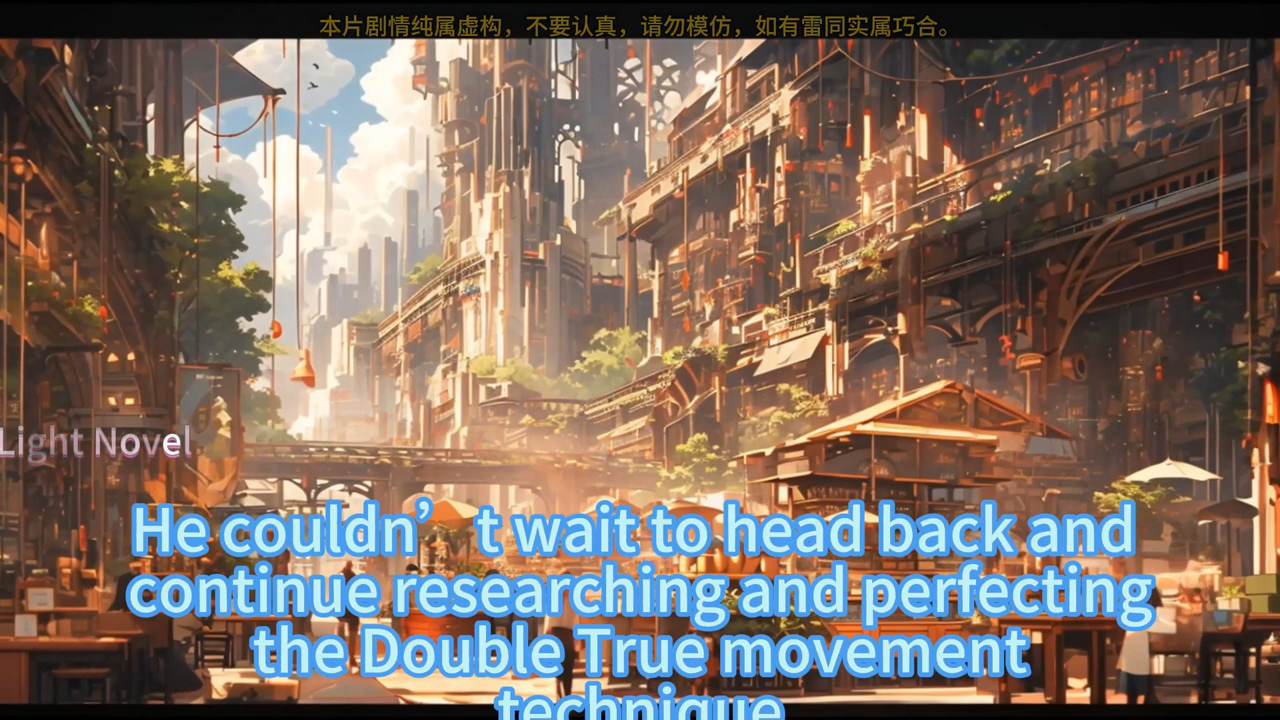 本片剧情纯属虚构，不要认真，请勿模仿，如有雷同实属巧合。
Light Novel
He couldn’t wait to head back and
continue researching and perfecting
the Double True movement
technique